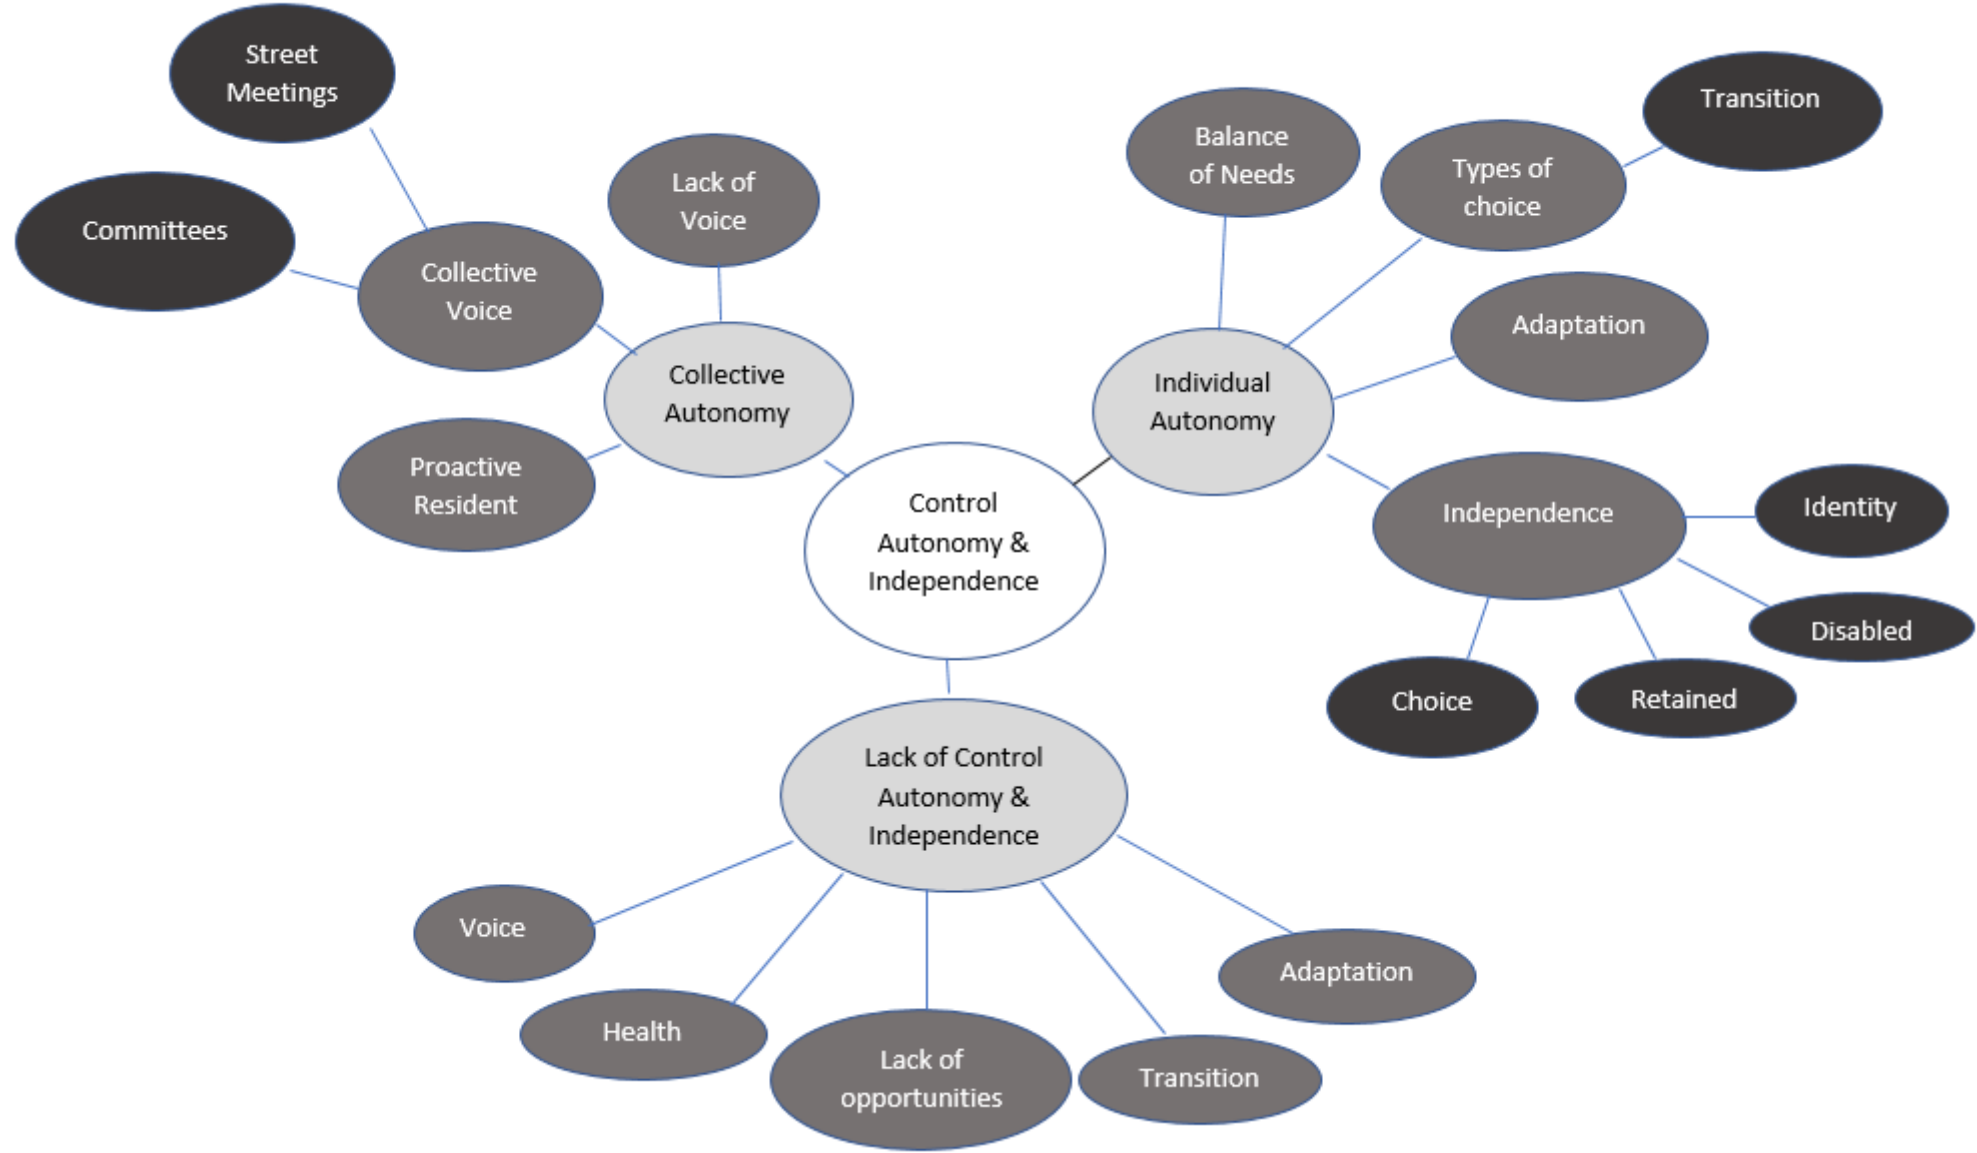 Street
Meetings
Committees
Collective
Voice
Lack of
Voice
Collective
Autonomy
Proactive
Resident
Balance
of Needs
Types of
choice
Transition
Adaptation
Individual
Autonomy
Independence
Identity
Disabled
Retained
Choice
Control
Autonomy &
Independence
Lack of Control
Autonomy &
Independence
Voice
Health
Lack of
opportunities
Transition
Adaptation